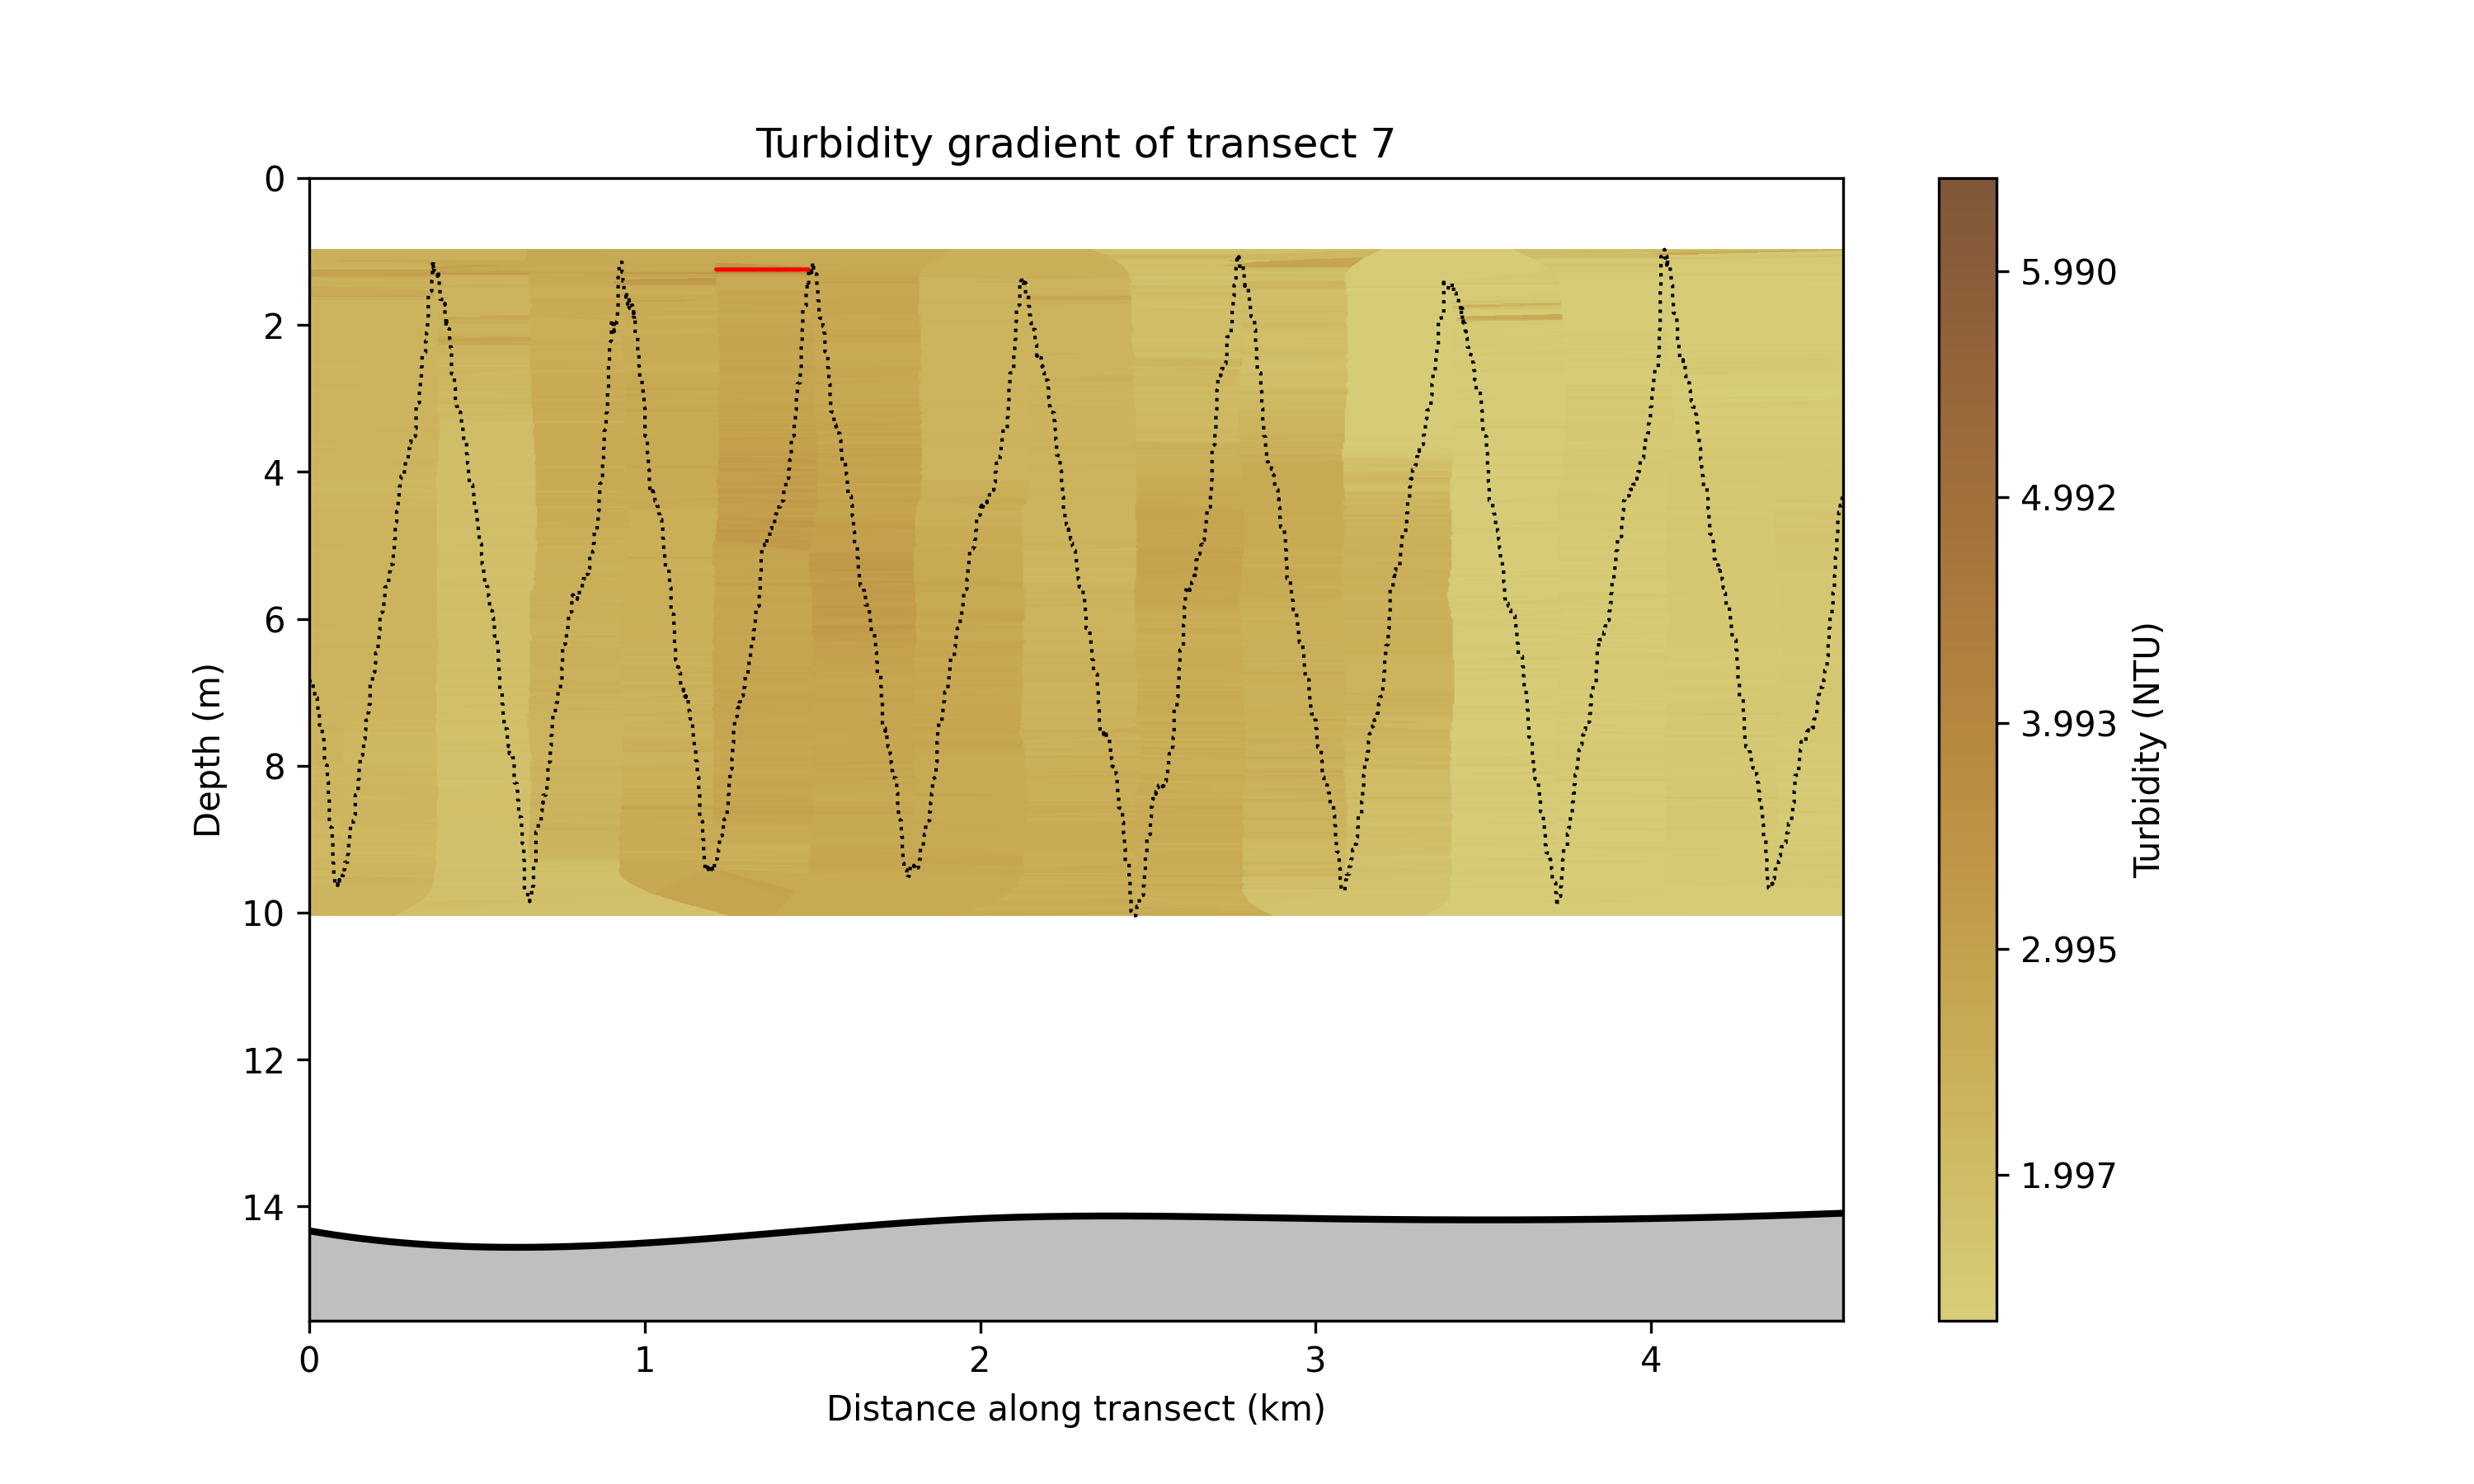 Turbidity gradient of transect 7
0
2
4
6
8
10
12
14
Depth (m)
0 1 2 3 4
Distance along transect (km)
5.990
4.992
3.993
2.995
1.997
Turbidity (NTU)